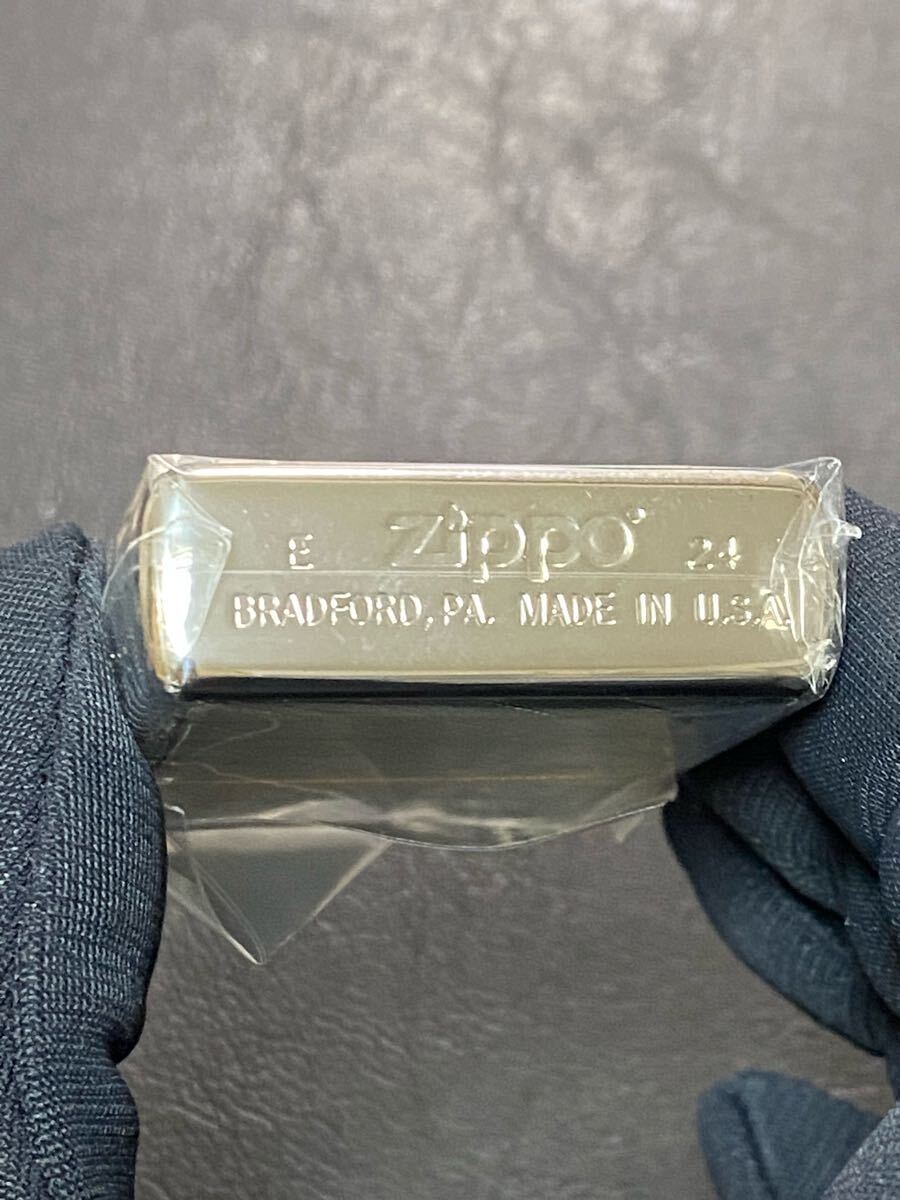 E Zippo® 24
BRADFORD, PA. MADE IN U.S.A.